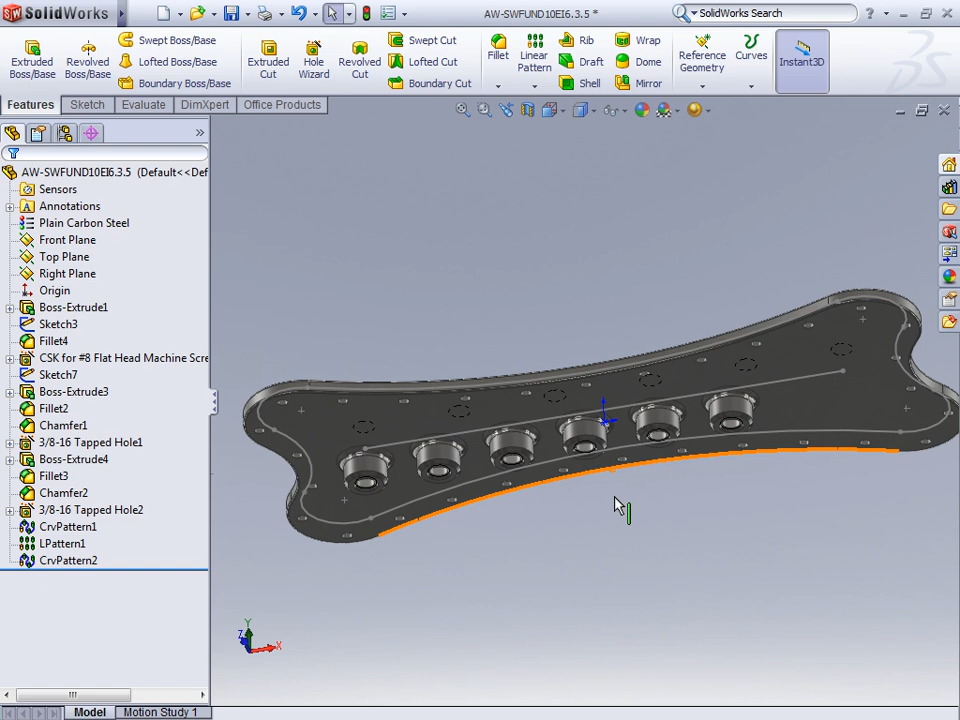 SolidWorks
AW-SWFUND10EI6.3.5 *
SolidWorks Search
Extruded Boss/Base
Revolved Boss/Base
Swept Boss/Base
Lofted Boss/Base
Boundary Boss/Base
Extruded Cut
Hole Wizard
Revolved Cut
Swept Cut
Lofted Cut
Boundary Cut
Fillet
Linear Pattern
Rib
Draft
Shell
Wrap
Dome
Mirror
Reference Geometry
Curves
Instant3D
Features
Sketch
Evaluate
DimXpert
Office Products
AW-SWFUND10EI6.3.5 (Default<<Def
Sensors
Annotations
Plain Carbon Steel
Front Plane
Top Plane
Right Plane
Origin
Boss-Extrude1
Sketch3
Fillet4
CSK for #8 Flat Head Machine Scre
Sketch7
Boss-Extrude3
Fillet2
Chamfer1
3/8-16 Tapped Hole1
Boss-Extrude4
Fillet3
Chamfer2
3/8-16 Tapped Hole2
CrvPattern1
LPattern1
CrvPattern2
Y
Z
X
Model
Motion Study 1